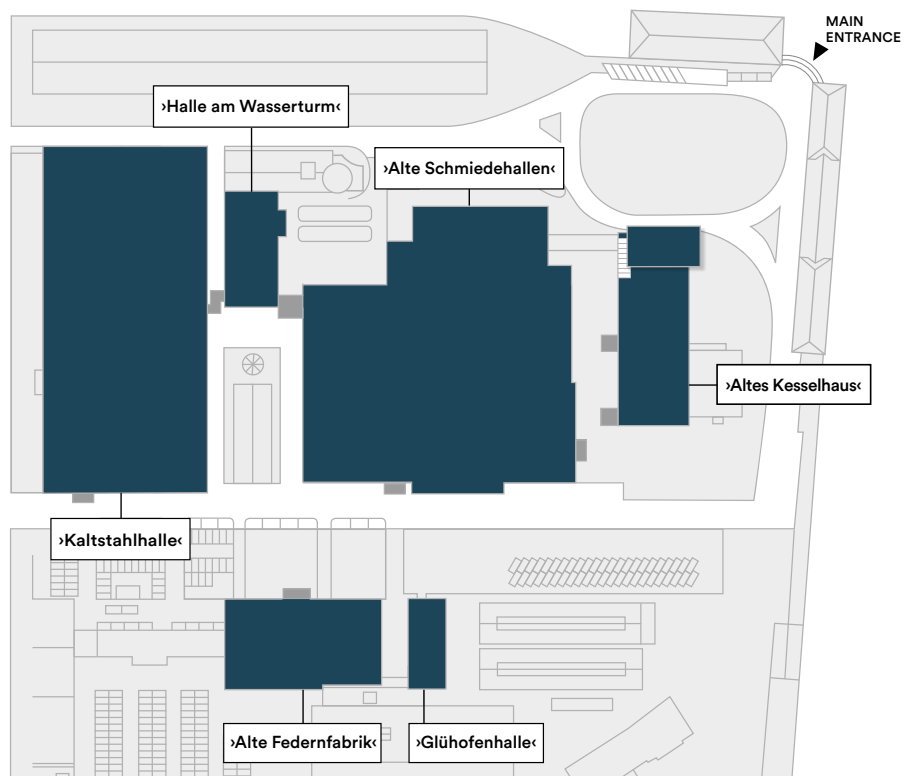 MAIN
ENTRANCE
›Halle am Wasserturm‹
›Alte Schmiedehallen‹
›Altes Kesselhaus‹
›Kaltstahlhalle‹
›Alte Federnfabrik‹
›Glühofenhalle‹